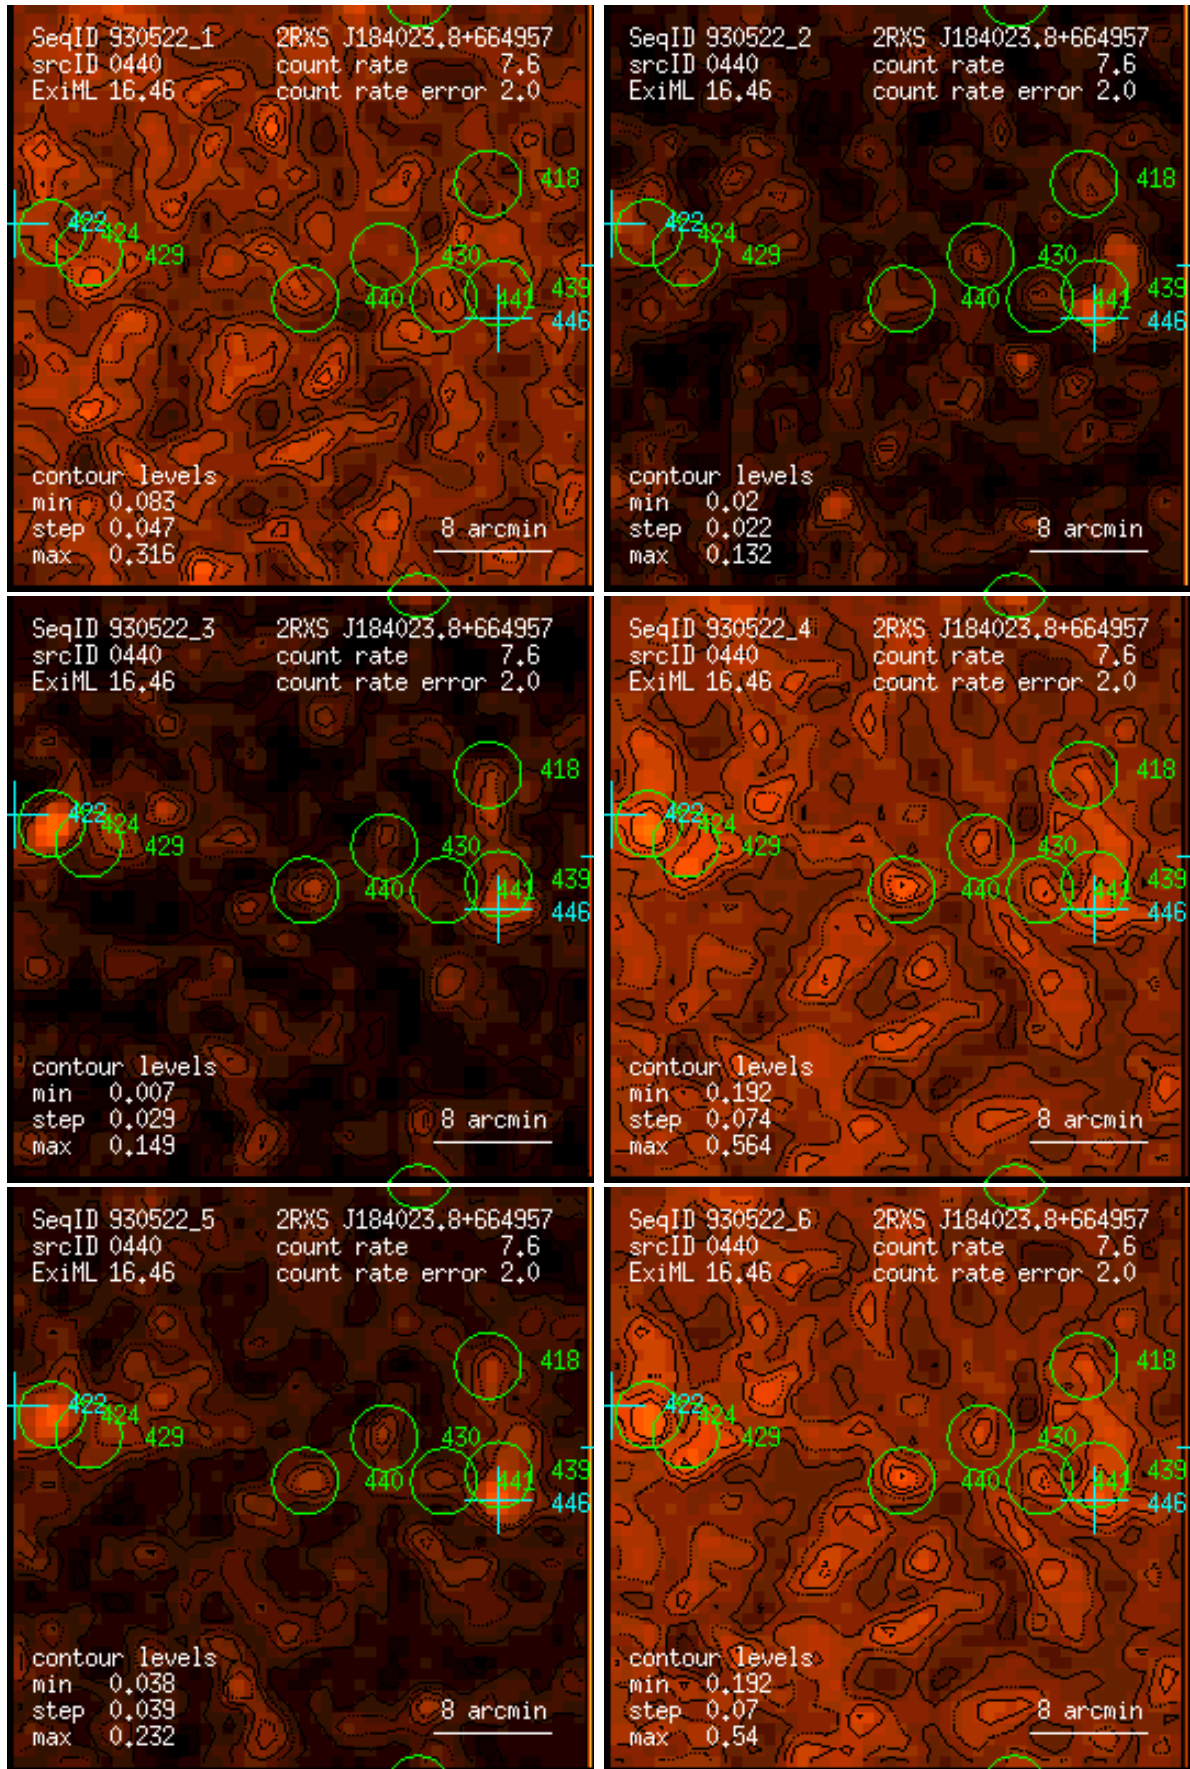 SeqID 930522_1 2RXS J184023.8+664957
srcID 0440 count rate 7.6
ExiML 16.46 count rate error 2.0
418
422
424
429
430
439
440
441
446
contour levels
min 0.083
step 0.047
max 0.316
8 arcmin
SeqID 930522_2 2RXS J184023.8+664957
srcID 0440 count rate 7.6
ExiML 16.46 count rate error 2.0
418
422
424
429
430
439
440
441
446
contour levels
min 0.02
step 0.022
max 0.132
8 arcmin
SeqID 930522_3 2RXS J184023.8+664957
srcID 0440 count rate 7.6
ExiML 16.46 count rate error 2.0
418
422
424
429
430
439
440
441
446
contour levels
min 0.007
step 0.029
max 0.149
8 arcmin
SeqID 930522_4 2RXS J184023.8+664957
srcID 0440 count rate 7.6
ExiML 16.46 count rate error 2.0
418
422
424
429
430
439
440
441
446
contour levels
min 0.192
step 0.074
max 0.564
8 arcmin
SeqID 930522_5 2RXS J184023.8+664957
srcID 0440 count rate 7.6
ExiML 16.46 count rate error 2.0
418
422
424
429
430
439
440
441
446
contour levels
min 0.038
step 0.039
max 0.232
8 arcmin
SeqID 930522_6 2RXS J184023.8+664957
srcID 0440 count rate 7.6
ExiML 16.46 count rate error 2.0
418
422
424
429
430
439
440
441
446
contour levels
min 0.192
step 0.07
max 0.54
8 arcmin